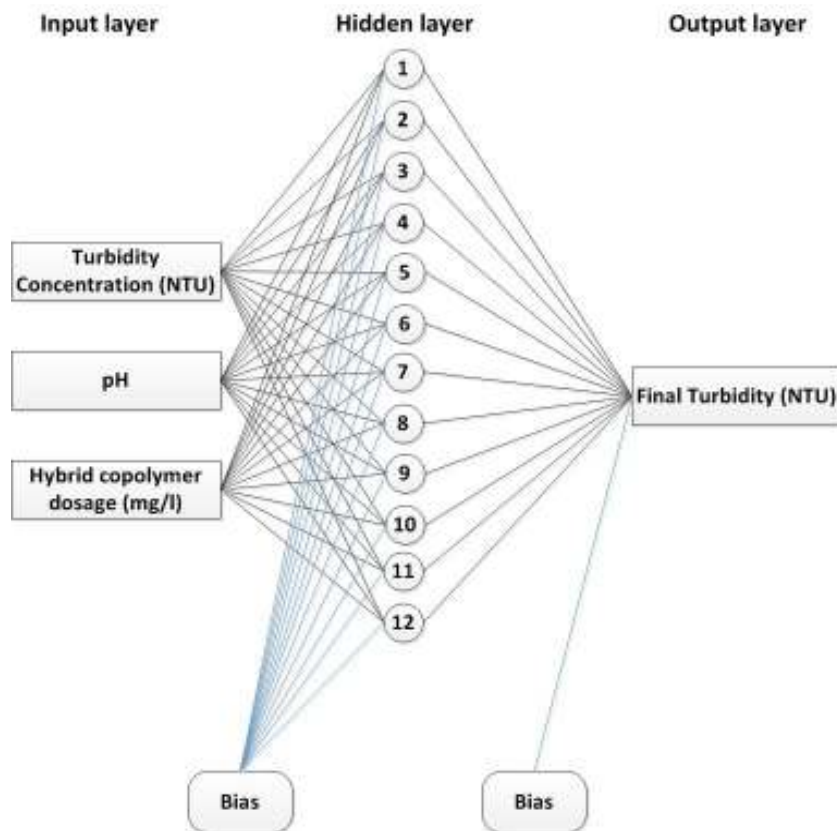 Input layer
Hidden layer
Output layer
1
2
3
4
5
6
7
8
9
10
11
12
Turbidity
Concentration (NTU)
pH
Hybrid copolymer
dosage (mg/l)
Final Turbidity (NTU)
Bias
Bias